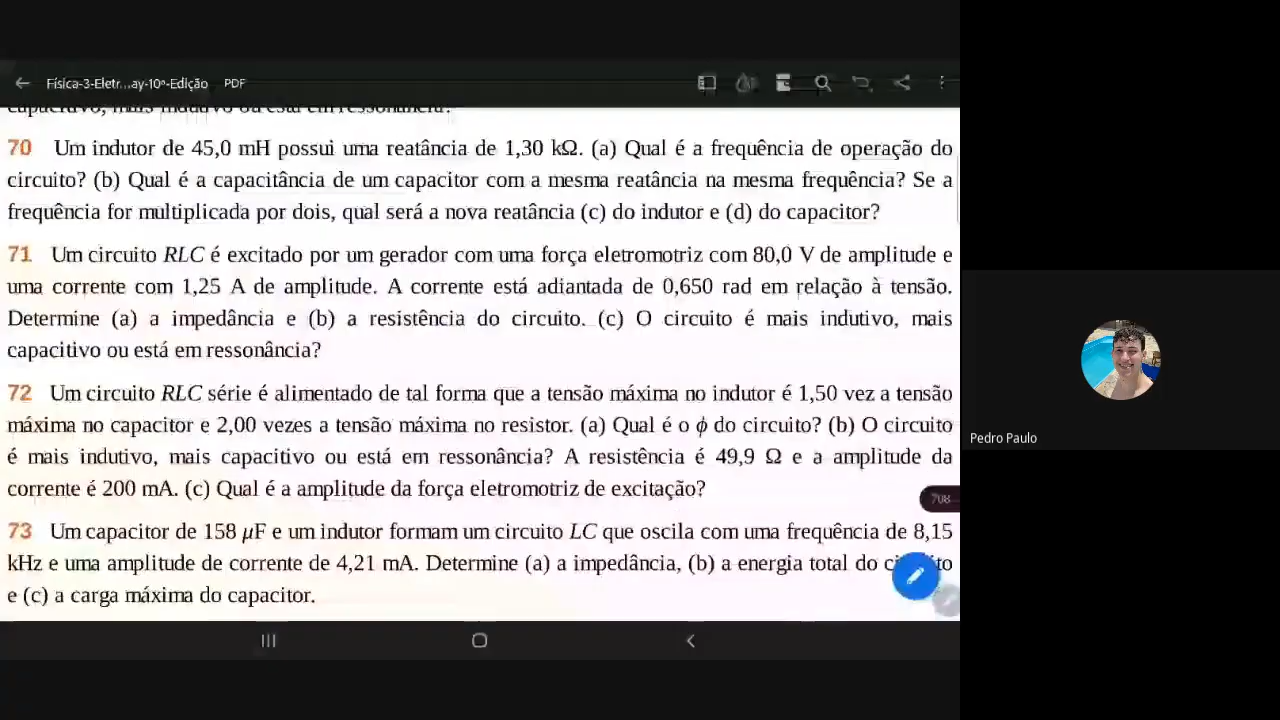 Física-3-Eletr...ay-10ª-Edição PDF
capacitivo, mais indutivo ou está em ressonância?
70 Um indutor de 45,0 mH possui uma reatância de 1,30 kΩ. (a) Qual é a frequência de operação do
circuito? (b) Qual é a capacitância de um capacitor com a mesma reatância na mesma frequência? Se a
frequência for multiplicada por dois, qual será a nova reatância (c) do indutor e (d) do capacitor?
71 Um circuito RLC é excitado por um gerador com uma força eletromotriz com 80,0 V de amplitude e
uma corrente com 1,25 A de amplitude. A corrente está adiantada de 0,650 rad em relação à tensão.
Determine (a) a impedância e (b) a resistência do circuito. (c) O circuito é mais indutivo, mais
capacitivo ou está em ressonância?
72 Um circuito RLC série é alimentado de tal forma que a tensão máxima no indutor é 1,50 vez a tensão
máxima no capacitor e 2,00 vezes a tensão máxima no resistor. (a) Qual é o ϕ do circuito? (b) O circuito
é mais indutivo, mais capacitivo ou está em ressonância? A resistência é 49,9 Ω e a amplitude da
corrente é 200 mA. (c) Qual é a amplitude da força eletromotriz de excitação?
708
73 Um capacitor de 158 μF e um indutor formam um circuito LC que oscila com uma frequência de 8,15
kHz e uma amplitude de corrente de 4,21 mA. Determine (a) a impedância, (b) a energia total do
e (c) a carga máxima do capacitor.
Pedro Paulo